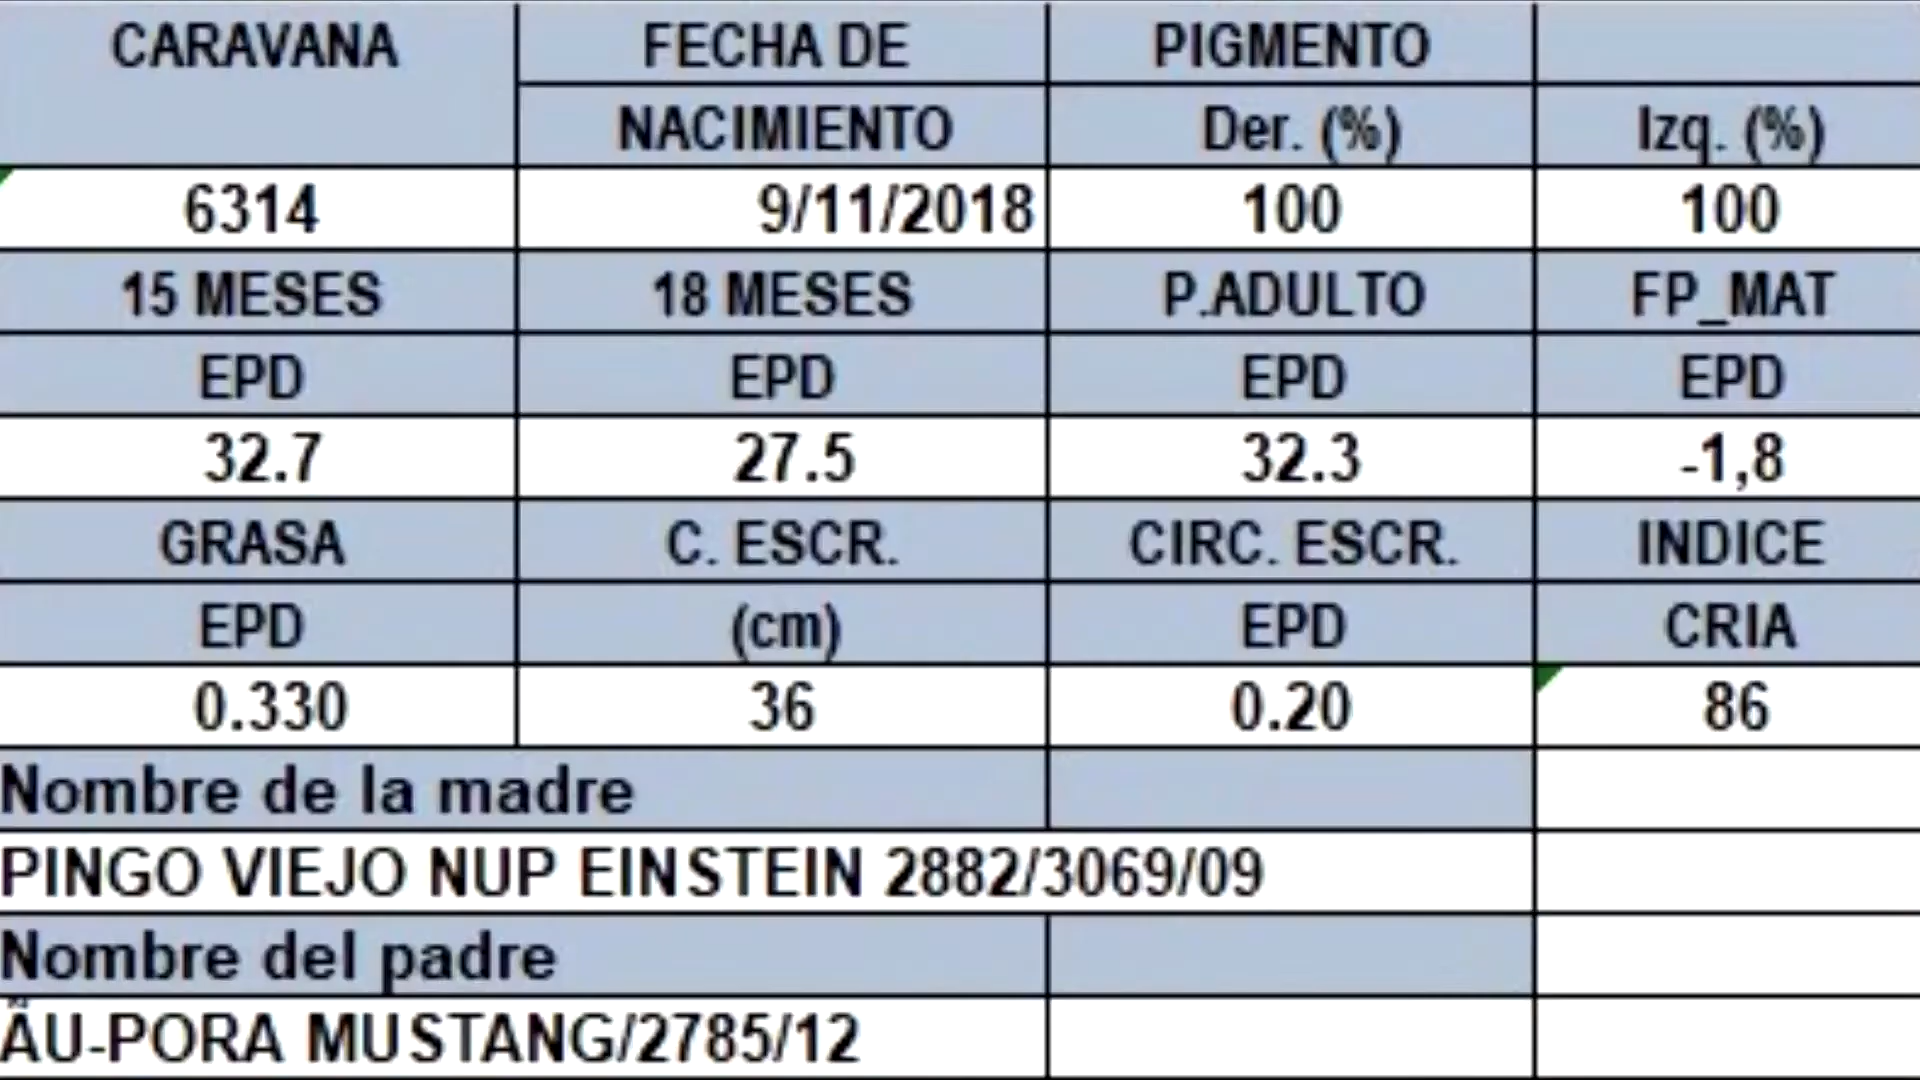 CARAVANA FECHA DE PIGMENTO
NACIMIENTO Der. (%) Izq. (%)
6314 9/11/2018 100 100
15 MESES 18 MESES P.ADULTO FP_MAT
EPD EPD EPD EPD
32.7 27.5 32.3 -1,8
GRASA C. ESCR. CIRC. ESCR. INDICE
EPD (cm) EPD CRIA
0.330 36 0.20 86
Nombre de la madre
PINGO VIEJO NUP EINSTEIN 2882/3069/09
Nombre del padre
ÃU-PORA MUSTANG/2785/12